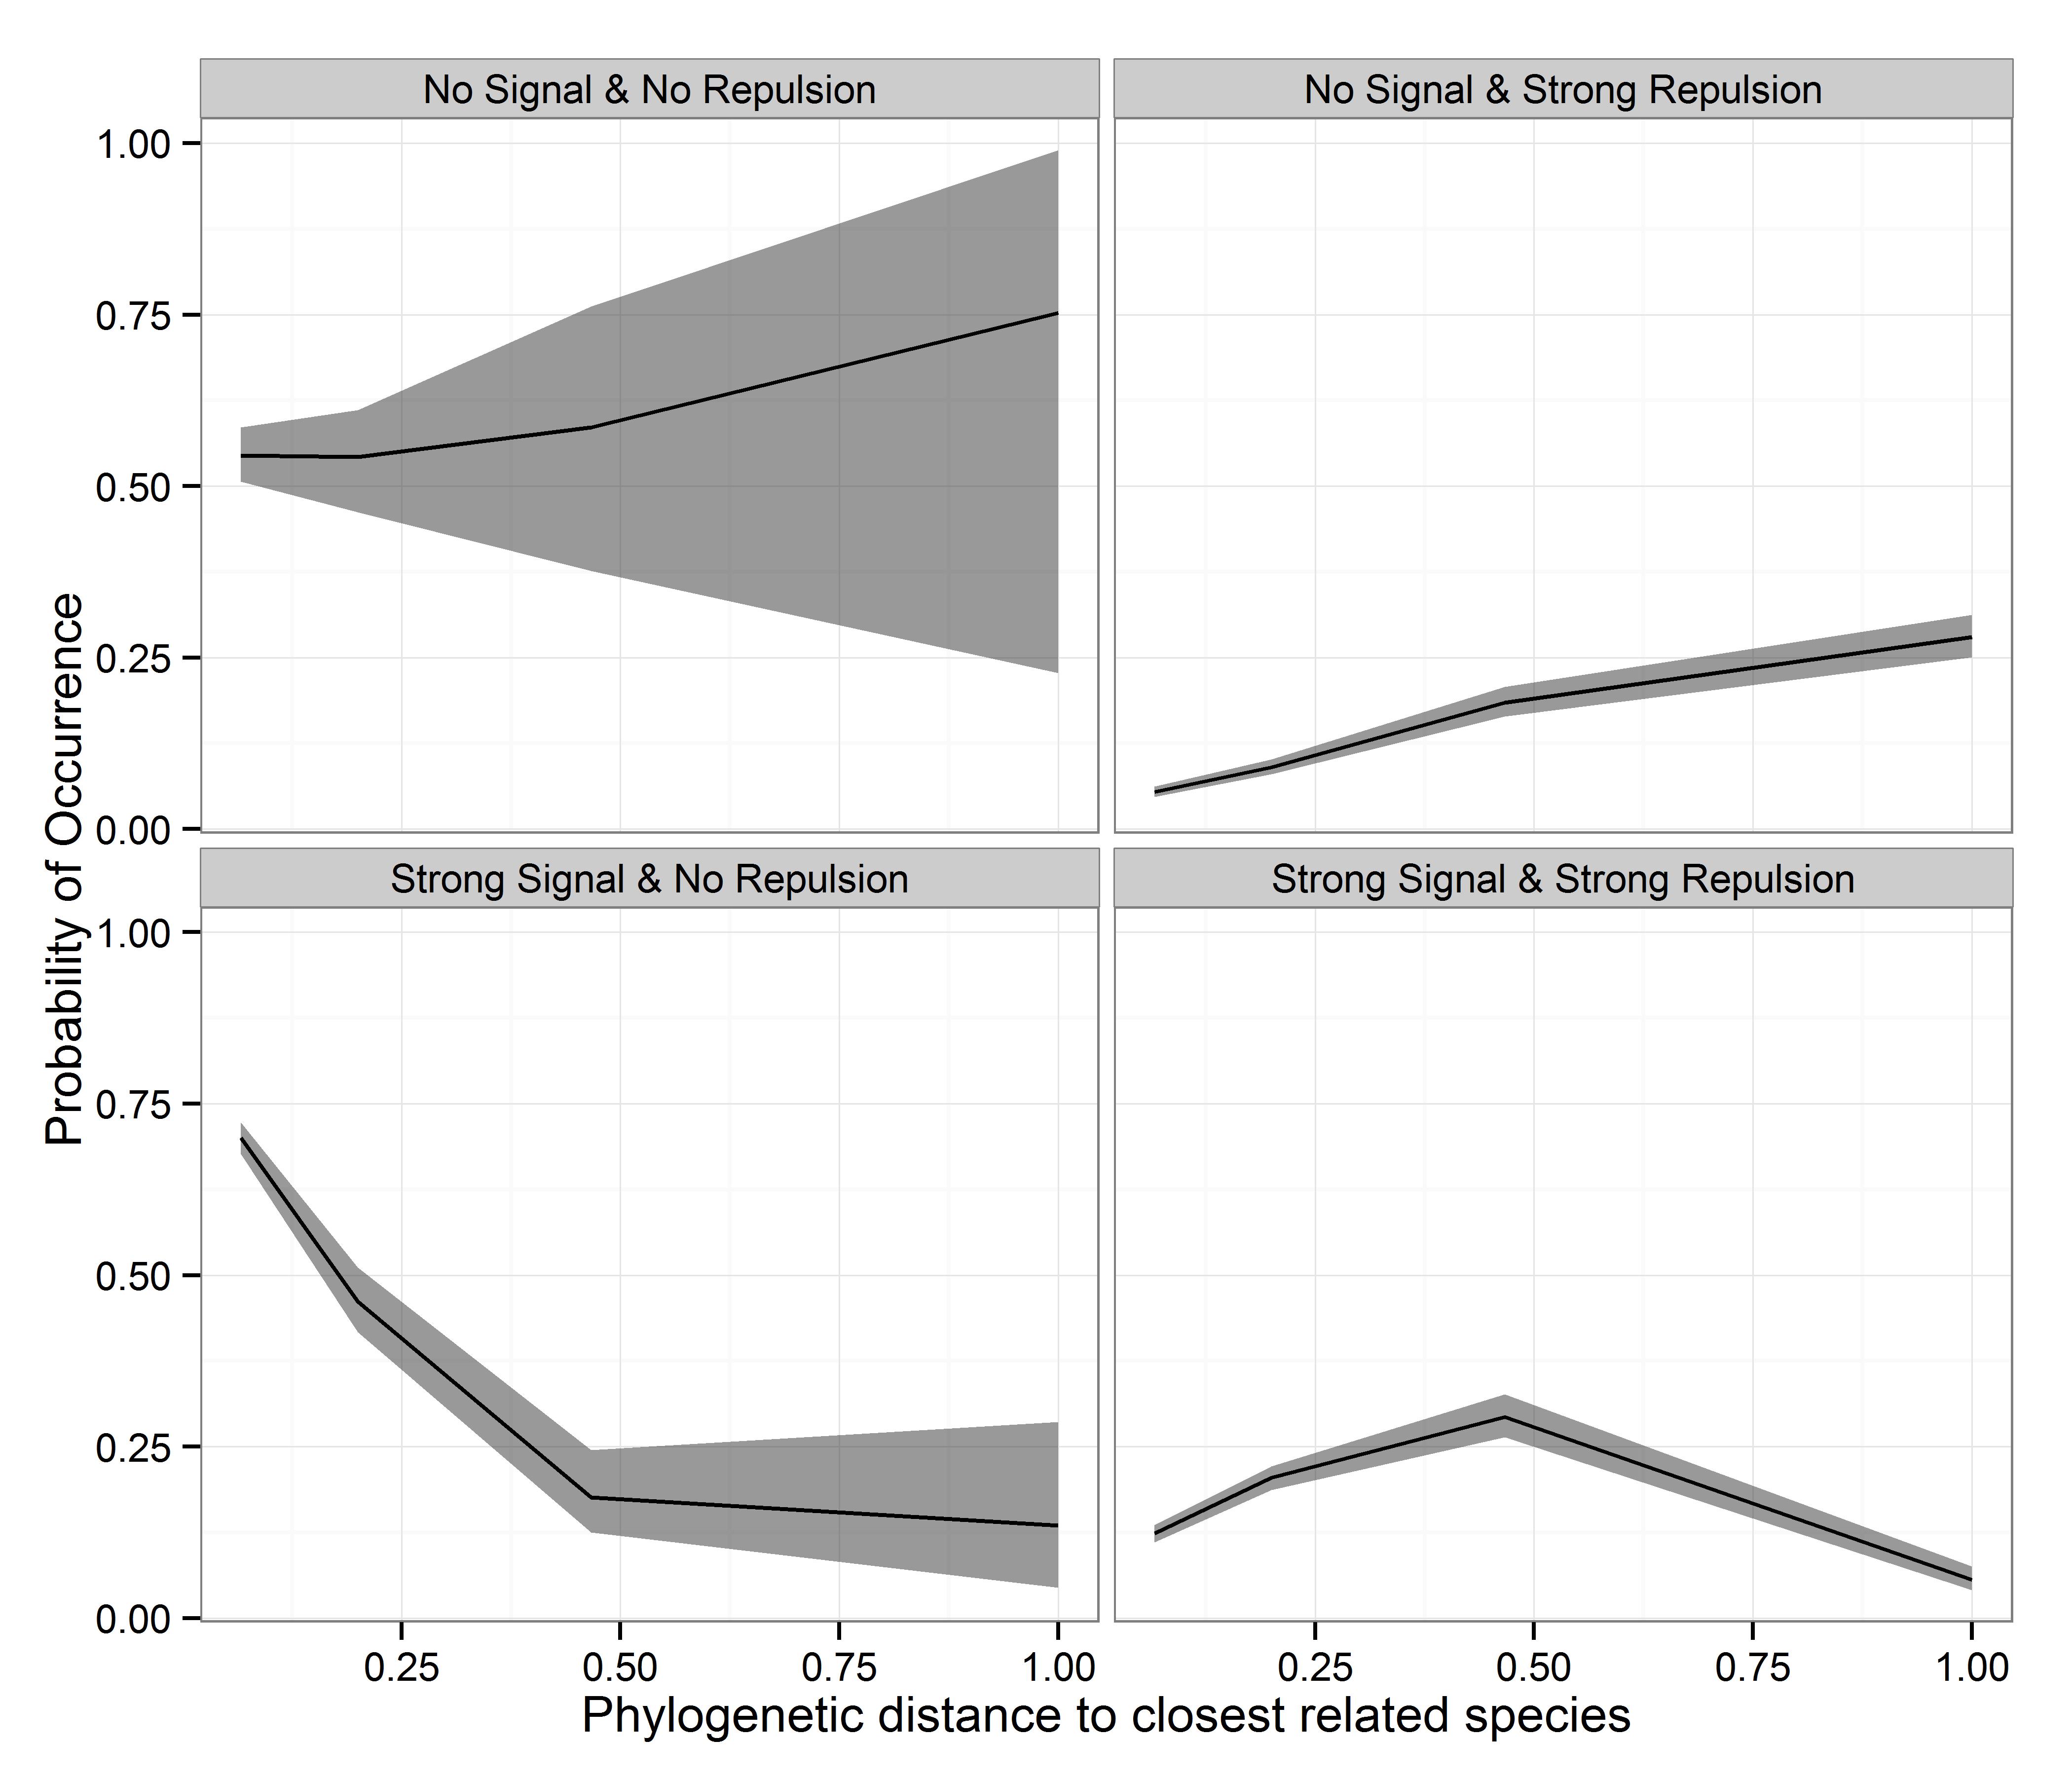 No Signal & No Repulsion
No Signal & Strong Repulsion
1.00
0.75
0.50
0.25
0.00
Probability of Occurrence
Strong Signal & No Repulsion
Strong Signal & Strong Repulsion
1.00
0.75
0.50
0.25
0.00
0.25 0.50 0.75 1.00 0.25 0.50 0.75 1.00
Phylogenetic distance to closest related species